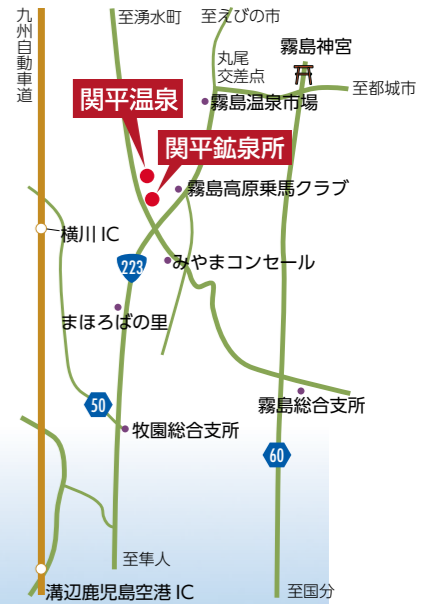 九州自動車道
至湧水町
至えびの市
霧島神宮
丸尾
交差点
至都城市
関平温泉
霧島温泉市場
関平鉱泉所
霧島高原乗馬クラブ
横川 IC
223
みやまコンセール
まほろばの里
50
霧島総合支所
牧園総合支所
60
至隼人
溝辺鹿児島空港 IC
至国分